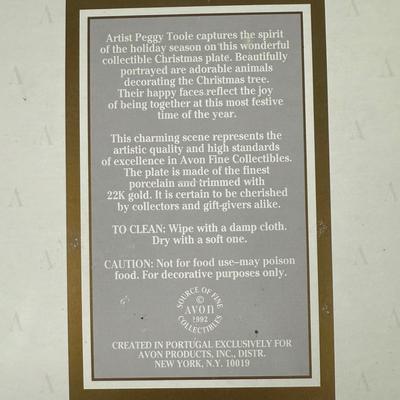 Artist Peggy Toole captures the spirit
of the holiday season on this wonderful
collectible Christmas plate. Beautifully
portrayed are adorable animals
decorating the Christmas tree.
Their happy faces reflect the joy
of being together at this most festive
time of the year.
This charming scene represents the
artistic quality and high standards
of excellence in Avon Fine Collectibles.
The plate is made of the finest
porcelain and trimmed with
22K gold. It is certain to be cherished
by collectors and gift-givers alike.
TO CLEAN: Wipe with a damp cloth.
Dry with a soft one.
CAUTION: Not for food use–may poison
food. For decorative purposes only.
SOURCE OF FINE
©
AVON
1992
COLLECTIBLES
CREATED IN PORTUGAL EXCLUSIVELY FOR
AVON PRODUCTS, INC., DISTR.
NEW YORK, N.Y. 10019